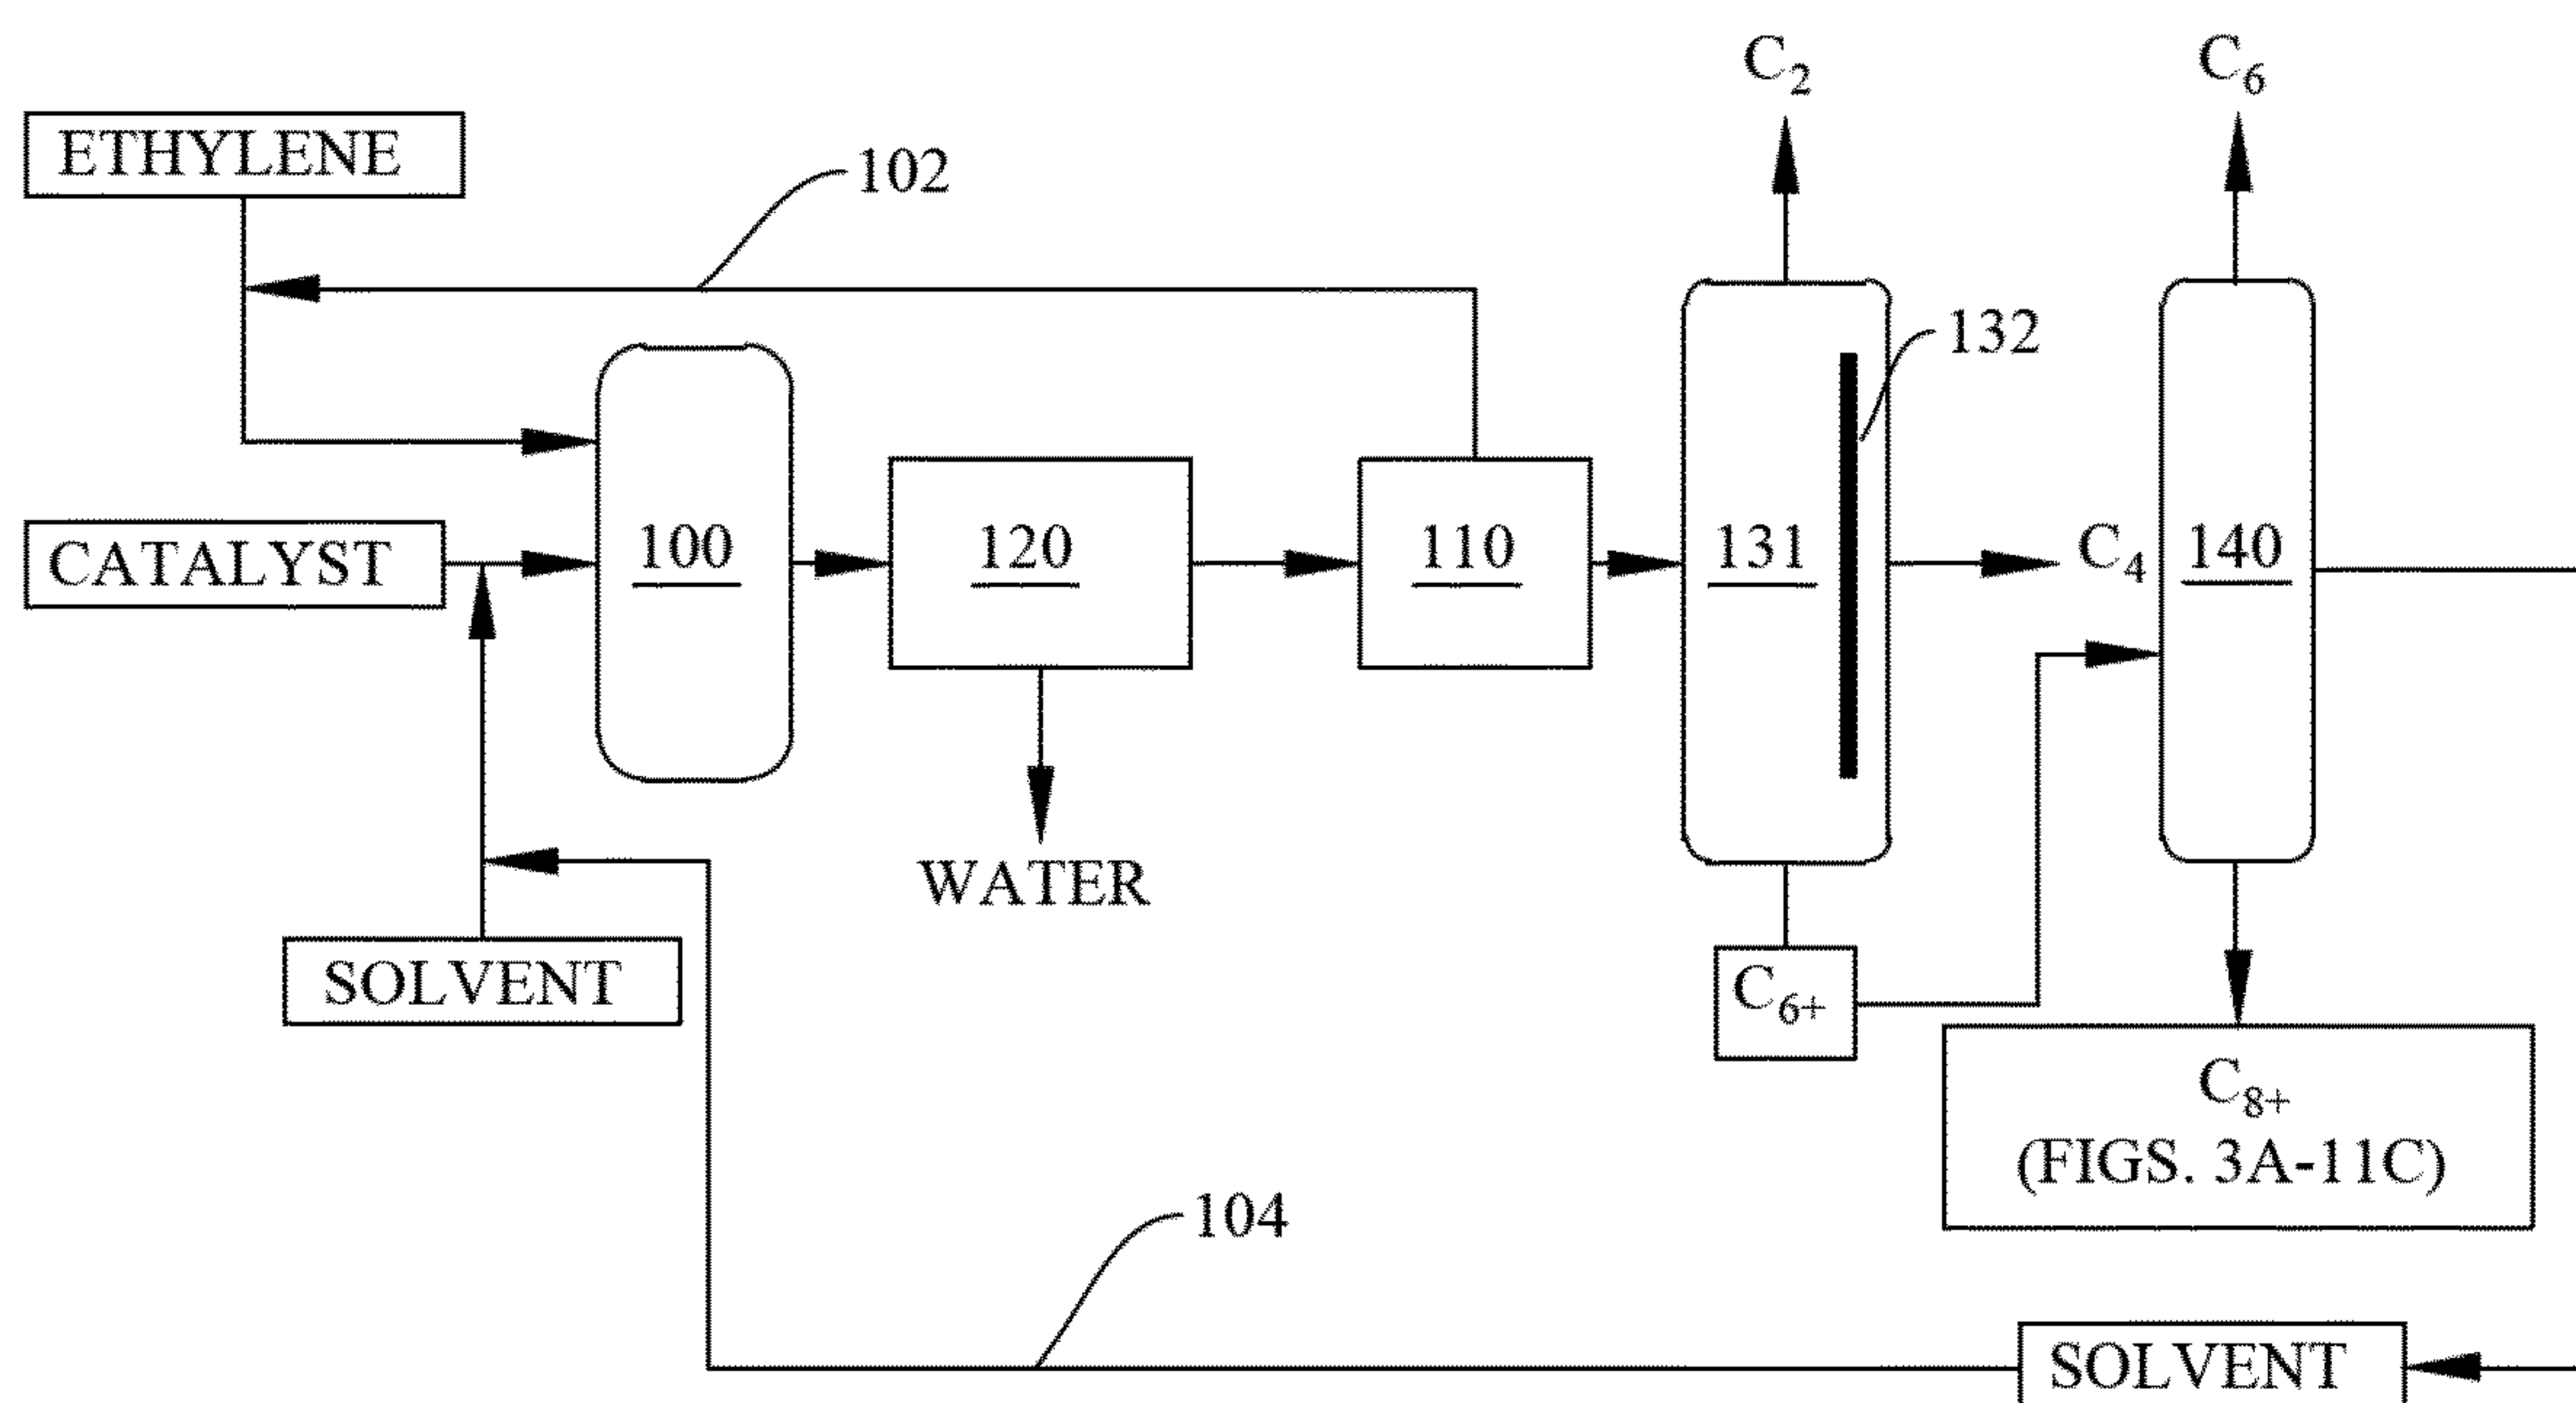 C2
C6
ETHYLENE
102
132
CATALYST
100
120
110
131
C4
140
WATER
SOLVENT
C6+
C8+
(FIGS. 3A-11C)
104
SOLVENT